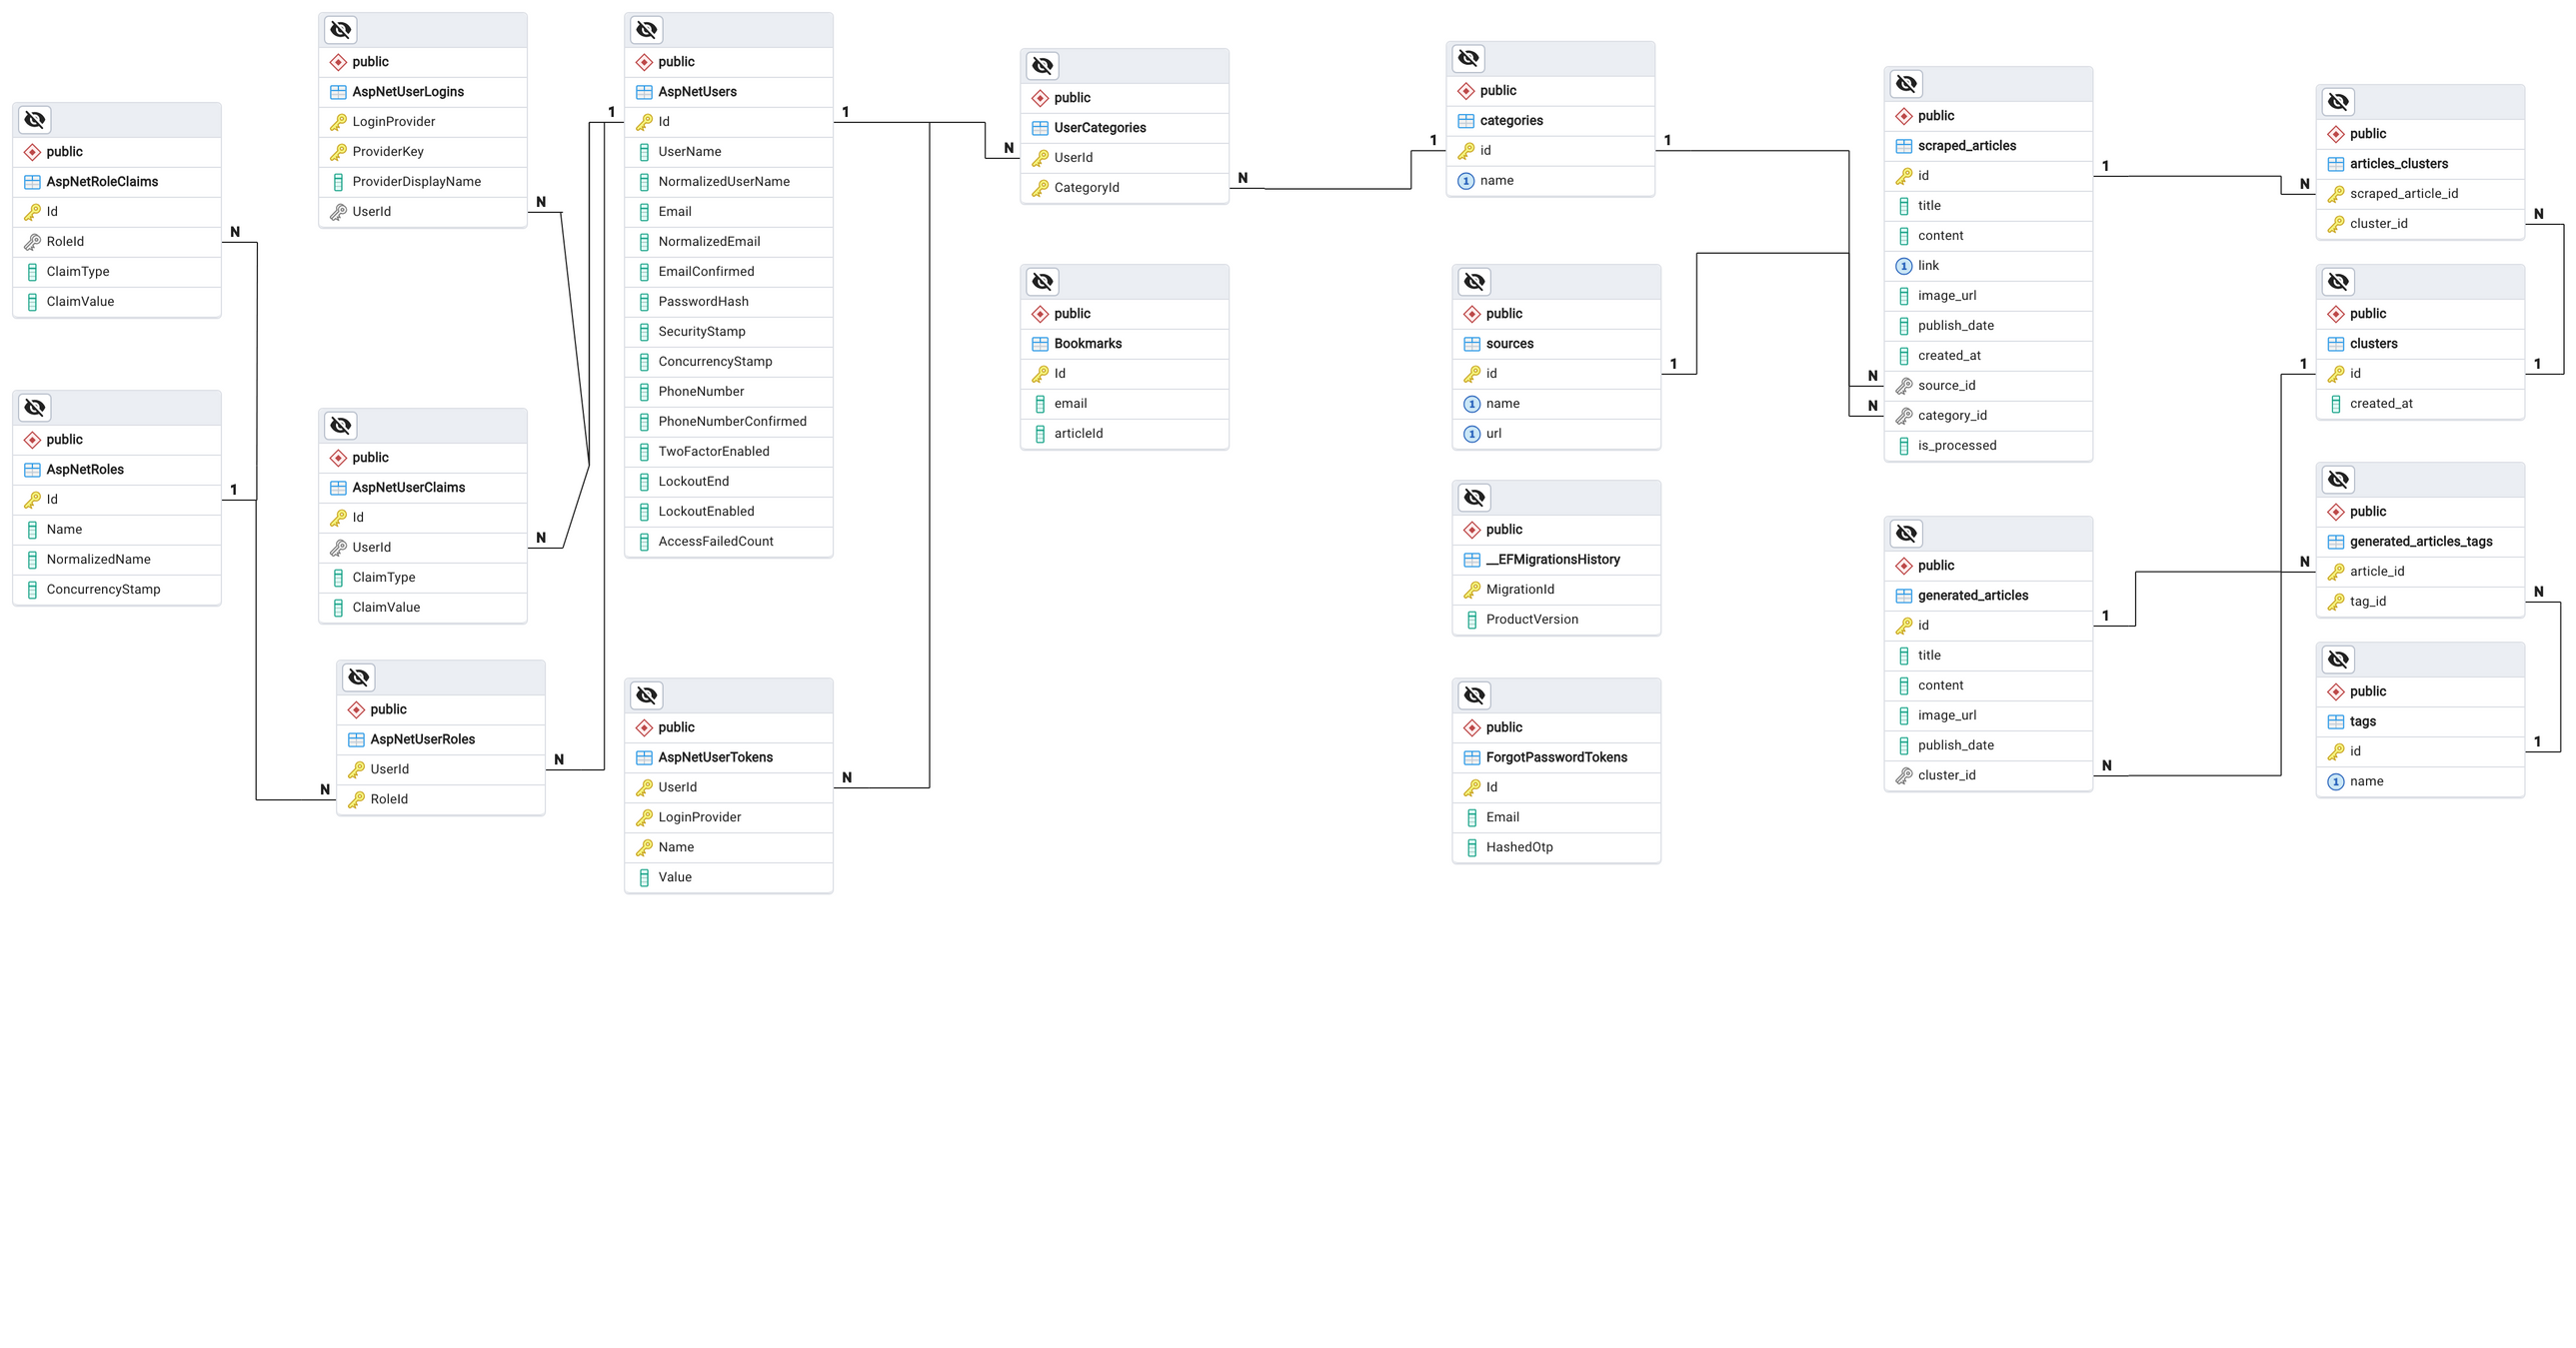 public
AspNetRoleClaims
Id
RoleId
ClaimType
ClaimValue
N
public
AspNetRoles
Id
Name
NormalizedName
ConcurrencyStamp
1
public
AspNetUserLogins
LoginProvider
ProviderKey
ProviderDisplayName
UserId
N
public
AspNetUserClaims
Id
UserId
ClaimType
ClaimValue
N
public
AspNetUserRoles
UserId
RoleId
N
N
public
AspNetUsers
Id
UserName
NormalizedUserName
Email
NormalizedEmail
EmailConfirmed
PasswordHash
SecurityStamp
ConcurrencyStamp
PhoneNumber
PhoneNumberConfirmed
TwoFactorEnabled
LockoutEnd
LockoutEnabled
AccessFailedCount
1
1
public
AspNetUserTokens
UserId
LoginProvider
Name
Value
N
public
UserCategories
UserId
CategoryId
N
N
public
Bookmarks
Id
email
articleId
public
categories
id
name
1
1
public
sources
id
name
url
1
public
__EFMigrationsHistory
MigrationId
ProductVersion
public
ForgotPasswordTokens
Id
Email
HashedOtp
public
scraped_articles
id
title
content
link
image_url
publish_date
created_at
source_id
category_id
is_processed
1
N
N
public
generated_articles
id
title
content
image_url
publish_date
cluster_id
1
N
public
articles_clusters
scraped_article_id
cluster_id
N
N
public
clusters
id
created_at
1
1
public
generated_articles_tags
article_id
tag_id
N
N
public
tags
id
name
1